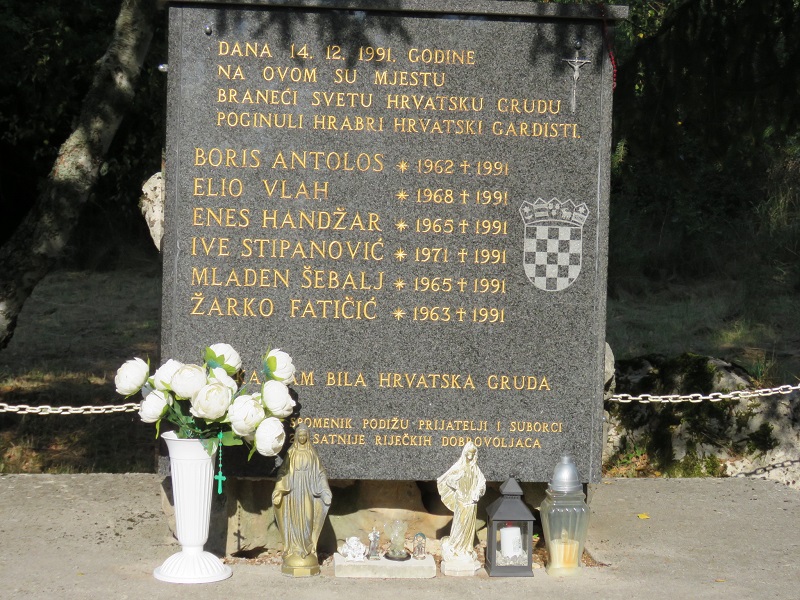 DANA 14. 12. 1991. GODINE
NA OVOM SU MJESTU
BRANEĆI SVETU HRVATSKU GRUDU
POGINULI HRABRI HRVATSKI GARDISTI.
BORIS ANTOLOS * 1962 † 1991
ELIO VLAH * 1968 † 1991
ENES HANDŽAR * 1965 † 1991
IVE STIPANOVIĆ * 1971 † 1991
MLADEN ŠEBALJ * 1965 † 1991
ŽARKO FATIČIĆ * 1963 † 1991
BILA HRVATSKA GRUDA
SPOMENIK PODIŽU PRIJATELJI I SUBORCI
SATNIJE RIJEČKIH DOBROVOLJACA